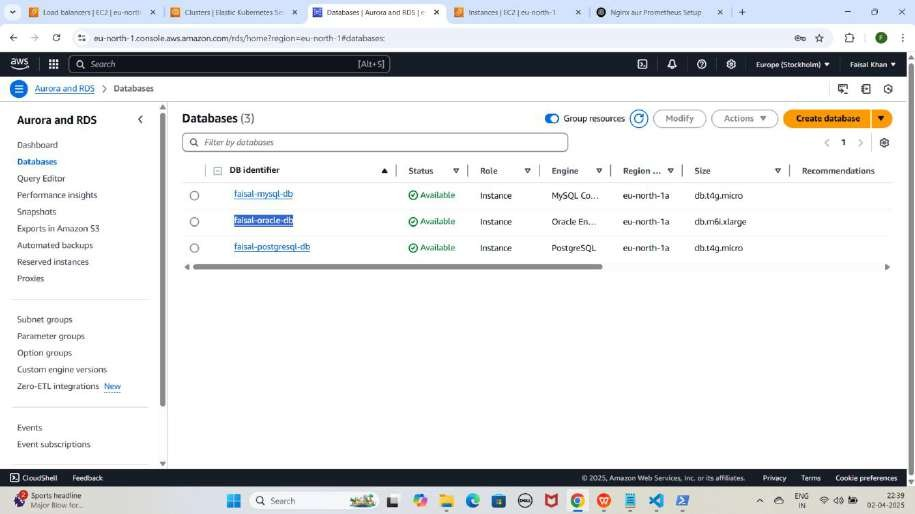 Load balancers | EC2 | eu-north-
Clusters | Elastic Kubernetes Se
Databases | Aurora and RDS | e
Instances | EC2 | eu-north-1
Nginx aur Prometheus Setup
eu-north-1.console.aws.amazon.com/rds/home?region=eu-north-1#databases:
F
aws
Search
[Alt+S]
Europe (Stockholm)
Faisal Khan
Aurora and RDS
Databases
Aurora and RDS
Dashboard
Databases
Query Editor
Performance insights
Snapshots
Exports in Amazon S3
Automated backups
Reserved instances
Proxies
Subnet groups
Parameter groups
Option groups
Custom engine versions
Zero-ETL integrations New
Events
Event subscriptions
Databases (3)
Group resources
Modify
Actions
Create database
Filter by databases
1
DB identifier Status Role Engine Region ... Size Recommendations
faisal-mysql-db Available Instance MySQL Co... eu-north-1a db.t4g.micro
faisal-oracle-db Available Instance Oracle En... eu-north-1a db.m6i.xlarge
faisal-postgresql-db Available Instance PostgreSQL eu-north-1a db.t4g.micro
CloudShell Feedback © 2025, Amazon Web Services, Inc. or its affiliates. Privacy Terms Cookie preferences
2
Sports headline
Major Blow for...
Search
ENG
IN
22:39
02-04-2025